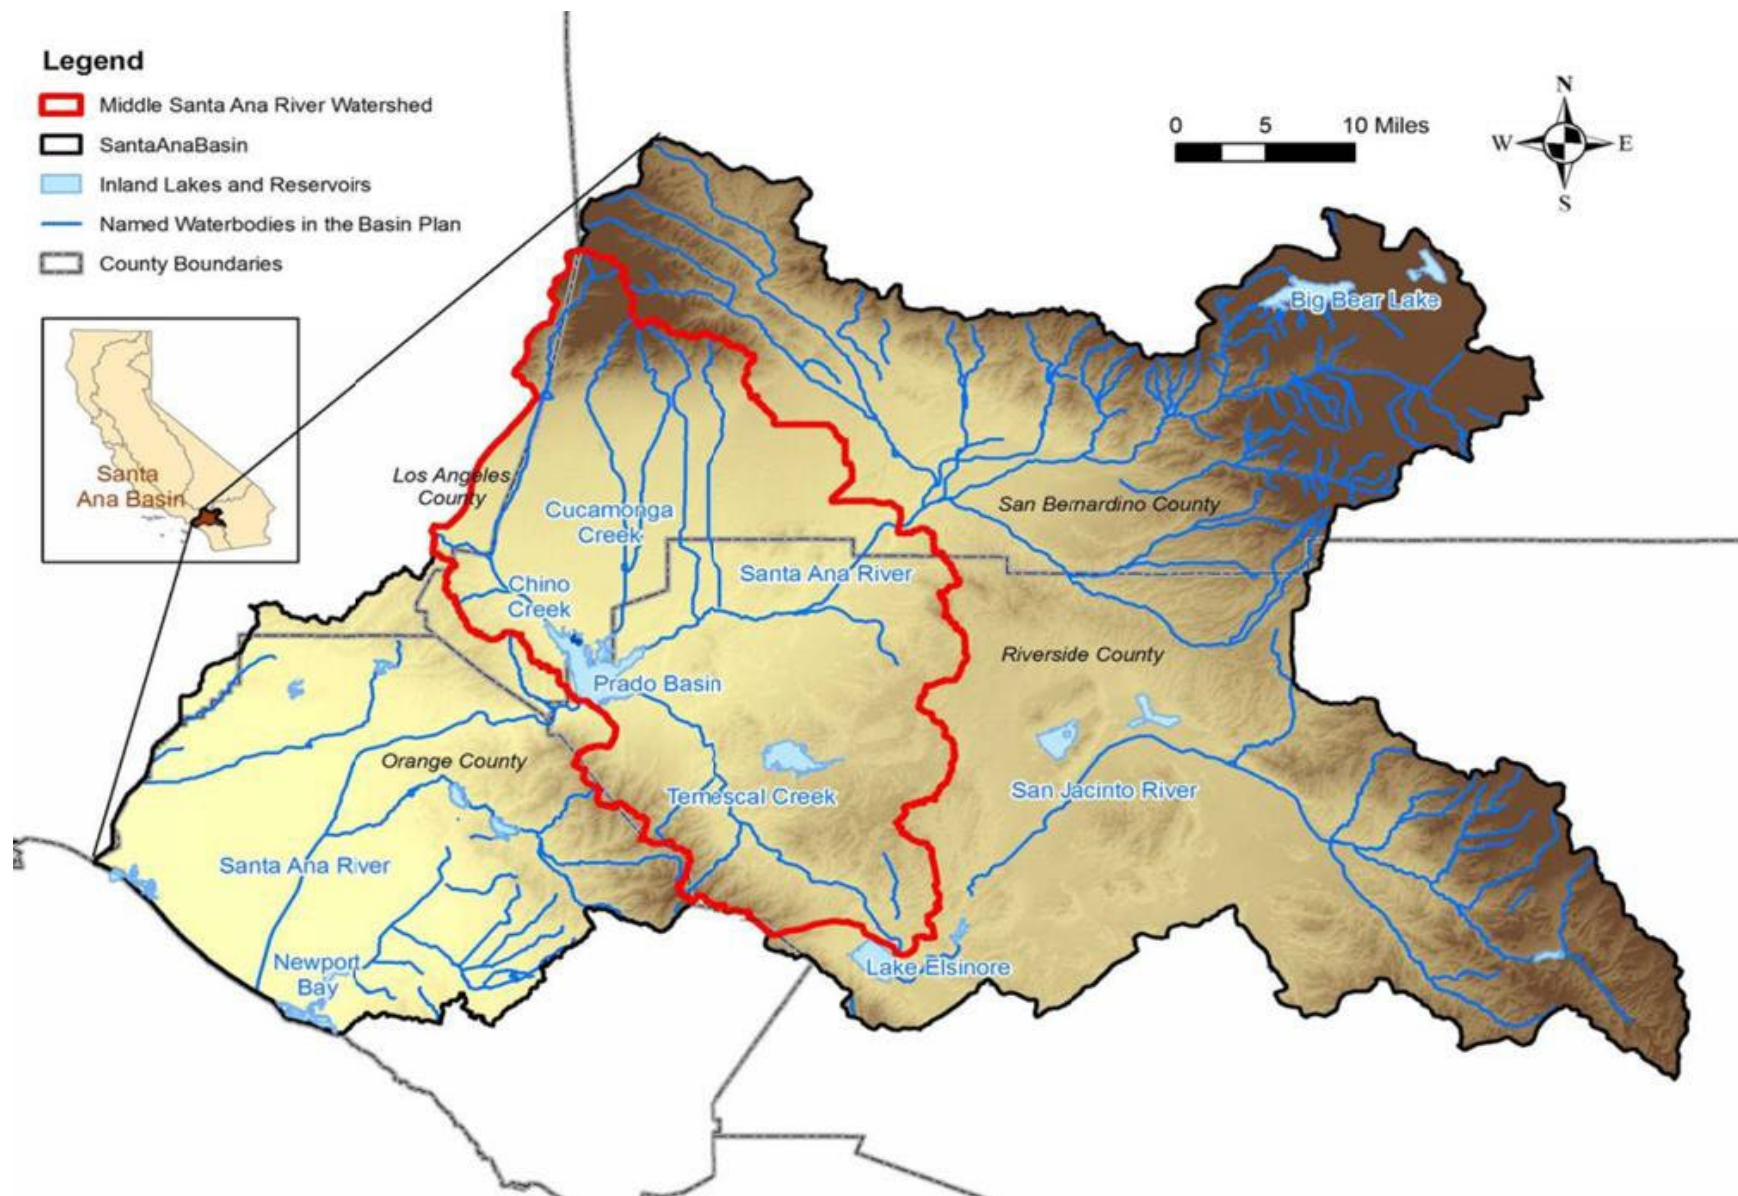 Legend
Middle Santa Ana River Watershed
SantaAnaBasin
Inland Lakes and Reservoirs
Named Waterbodies in the Basin Plan
County Boundaries
0 5 10 Miles
N
W E
S
Santa
Ana Basin
Big Bear Lake
Los Angeles
County
San Bernardino County
Cucamonga
Creek
Santa Ana River
Chino
Creek
Riverside County
Prado Basin
Orange County
Temescal Creek
San Jacinto River
Santa Ana River
Newport
Bay
Lake Elsinore